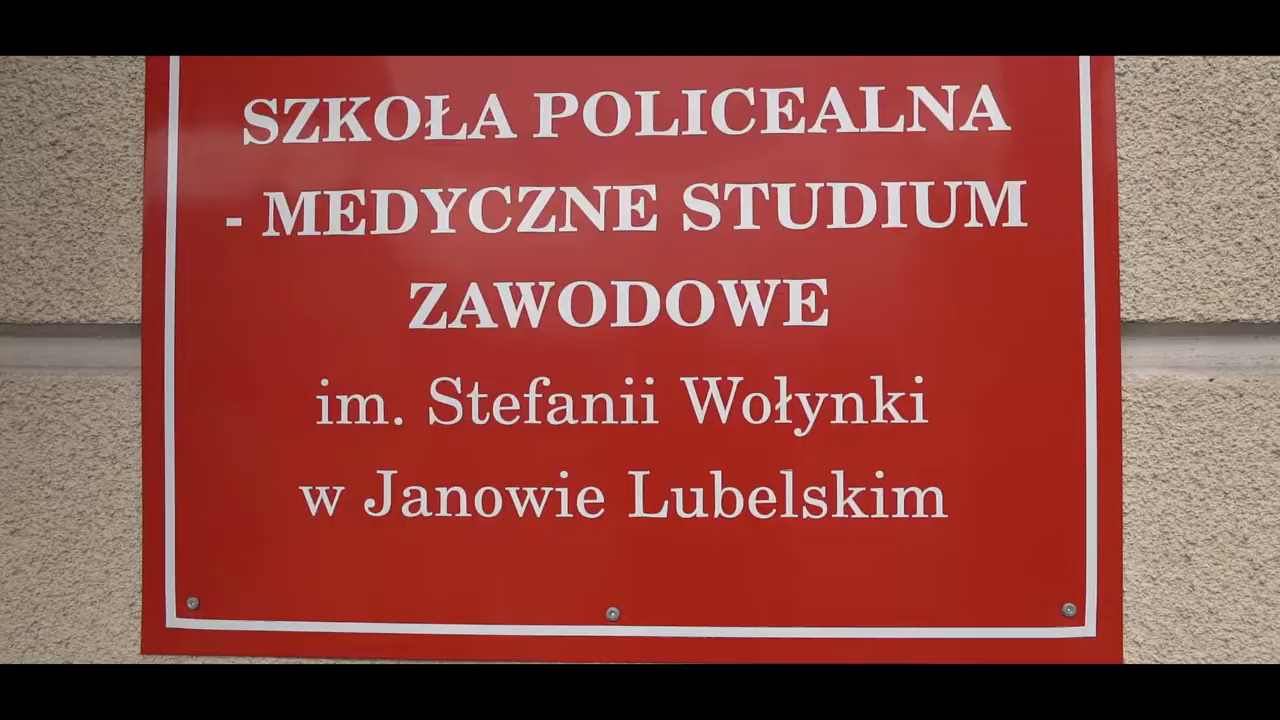 SZKOŁA POLICEALNA
- MEDYCZNE STUDIUM
ZAWODOWE
im. Stefanii Wołynki
w Janowie Lubelskim